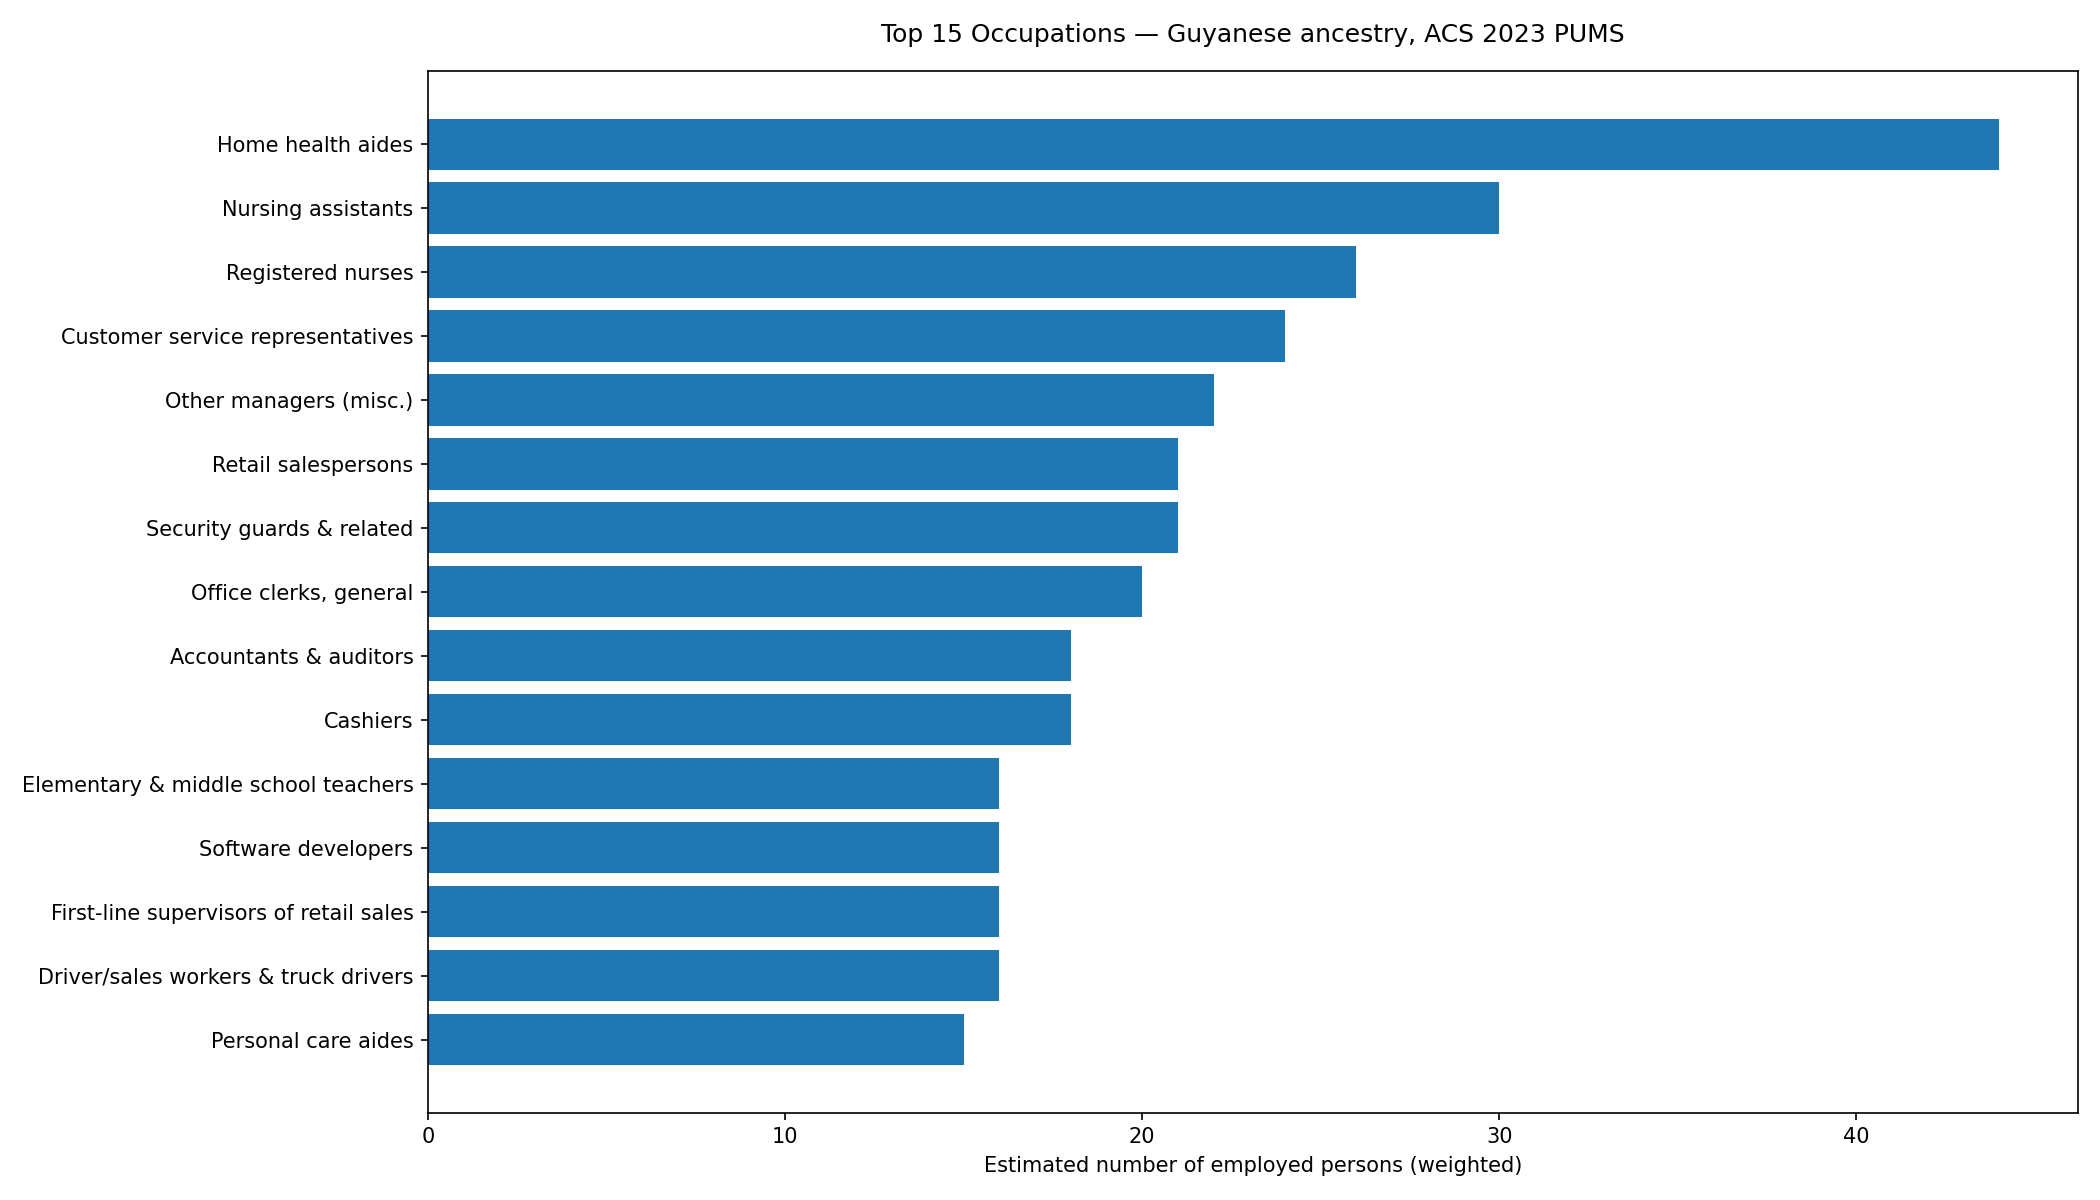 Top 15 Occupations — Guyanese ancestry, ACS 2023 PUMS
Home health aides
Nursing assistants
Registered nurses
Customer service representatives
Other managers (misc.)
Retail salespersons
Security guards & related
Office clerks, general
Accountants & auditors
Cashiers
Elementary & middle school teachers
Software developers
First-line supervisors of retail sales
Driver/sales workers & truck drivers
Personal care aides
0 10 20 30 40
Estimated number of employed persons (weighted)